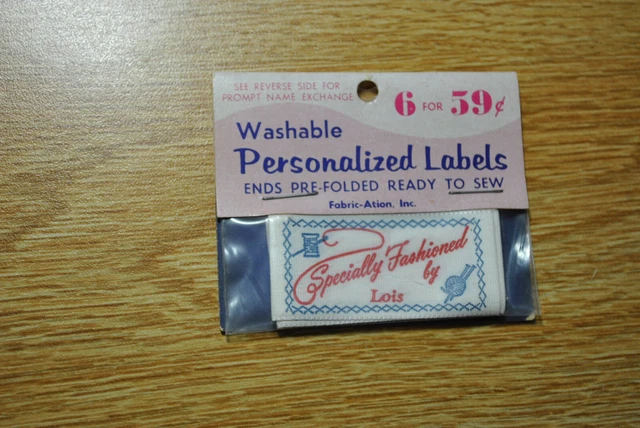 SEE REVERSE SIDE FOR
PROMPT NAME EXCHANGE
6 FOR 59¢
Washable
Personalized Labels
ENDS PRE-FOLDED READY TO SEW
Fabric-Ation, Inc.
Specially Fashioned
by
Lois